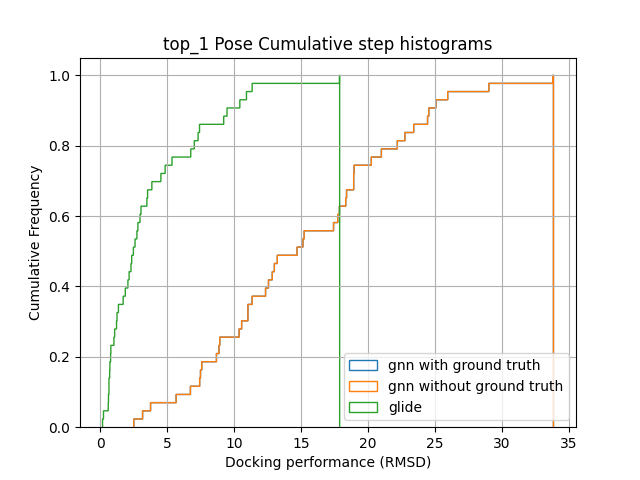 top_1 Pose Cumulative step histograms
1.0
0.8
0.6
0.4
0.2
0.0
Cumulative Frequency
gnn with ground truth
gnn without ground truth
glide
0 5 10 15 20 25 30 35
Docking performance (RMSD)